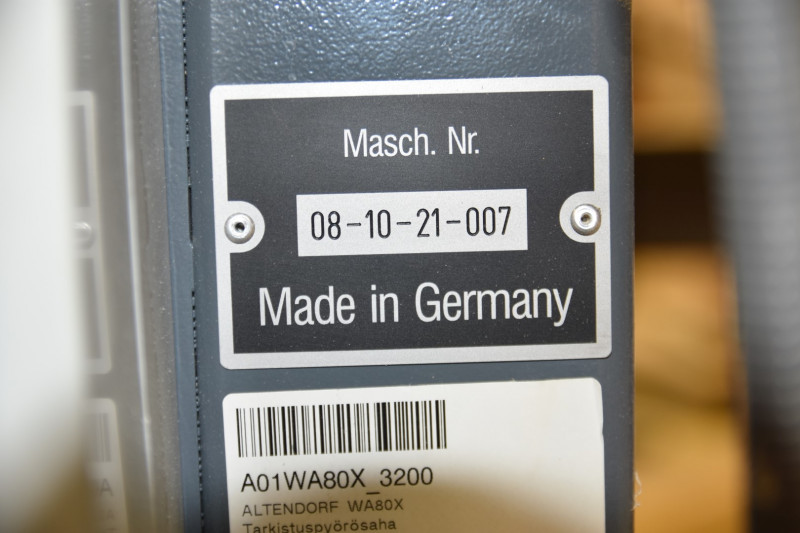 Masch. Nr.
08-10-21-007
Made in Germany
A01WA80X_3200
ALTENDORF WA80X
Tarkistuspyörösaha